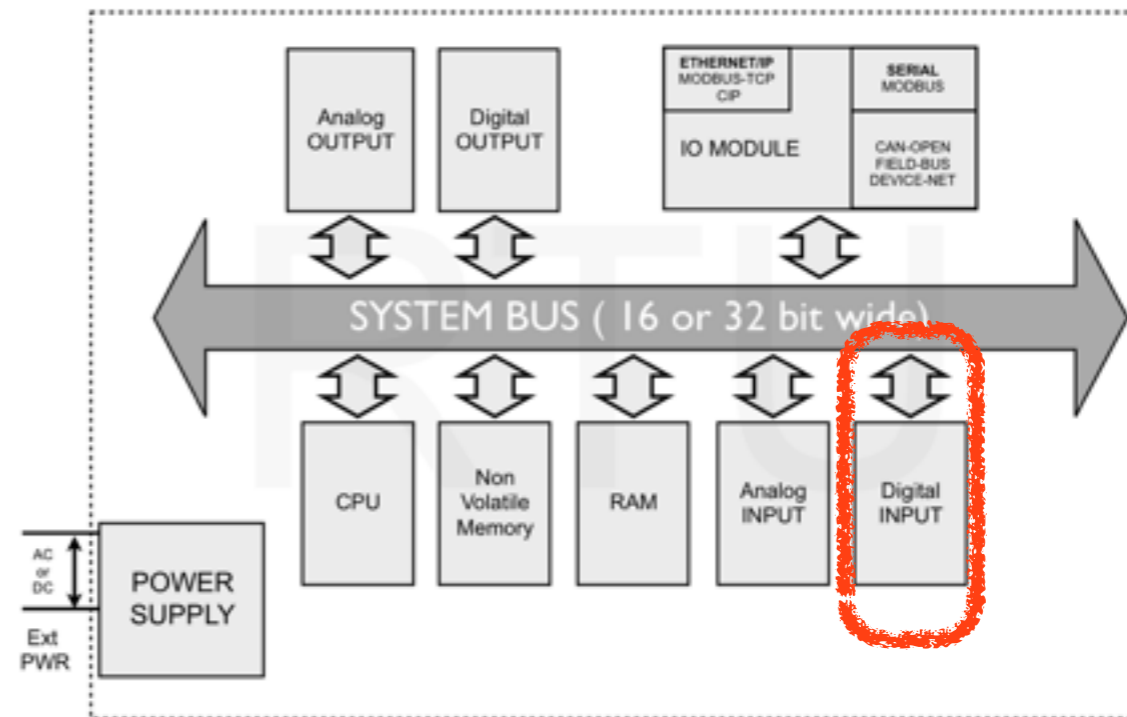 Analog
OUTPUT
Digital
OUTPUT
ETHERNET/IP
MODBUS-TCP
CIP
SERIAL
MODBUS
IO MODULE
CAN-OPEN
FIELD-BUS
DEVICE-NET
RTU
SYSTEM BUS ( 16 or 32 bit wide)
CPU
Non
Volatile
Memory
RAM
Analog
INPUT
Digital
INPUT
AC
or
DC
POWER
SUPPLY
Ext
PWR